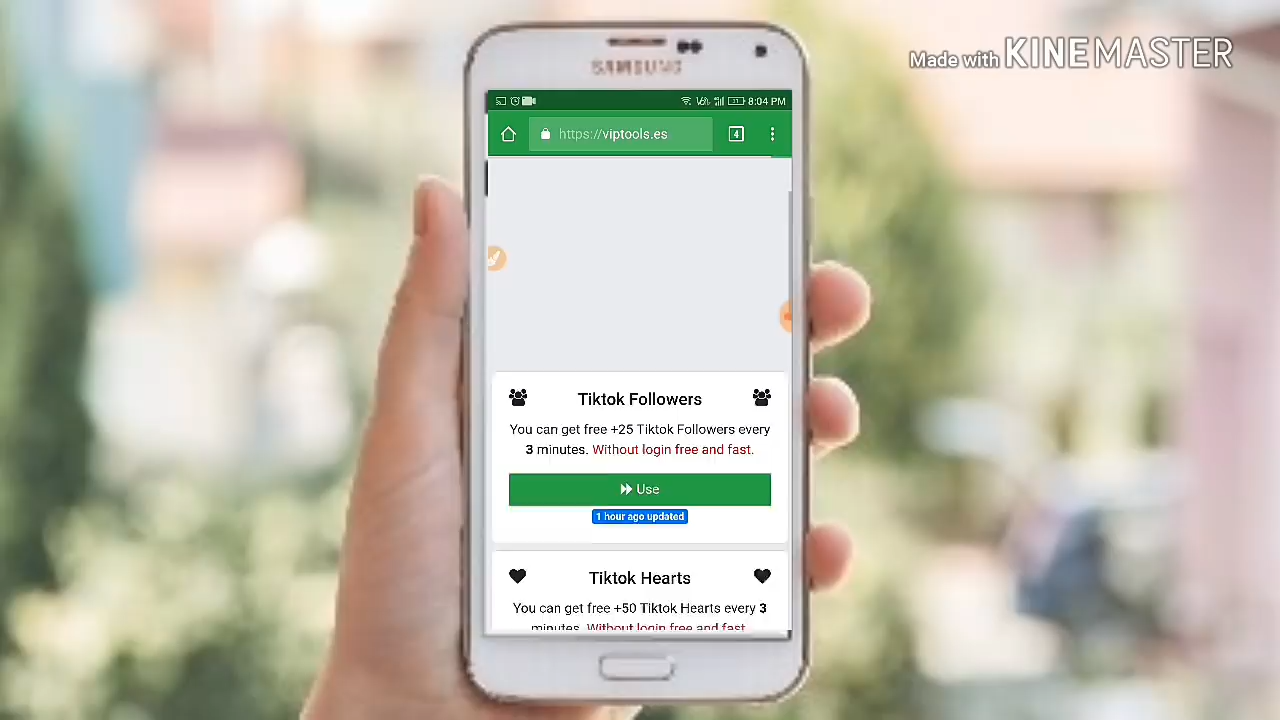 Made with KINEMASTER
SAMSUNG
8:04 PM
https://viptools.es
4
Tiktok Followers
You can get free +25 Tiktok Followers every
3 minutes. Without login free and fast.
Use
1 hour ago updated
Tiktok Hearts
You can get free +50 Tiktok Hearts every 3
minutes. Without login free and fast.